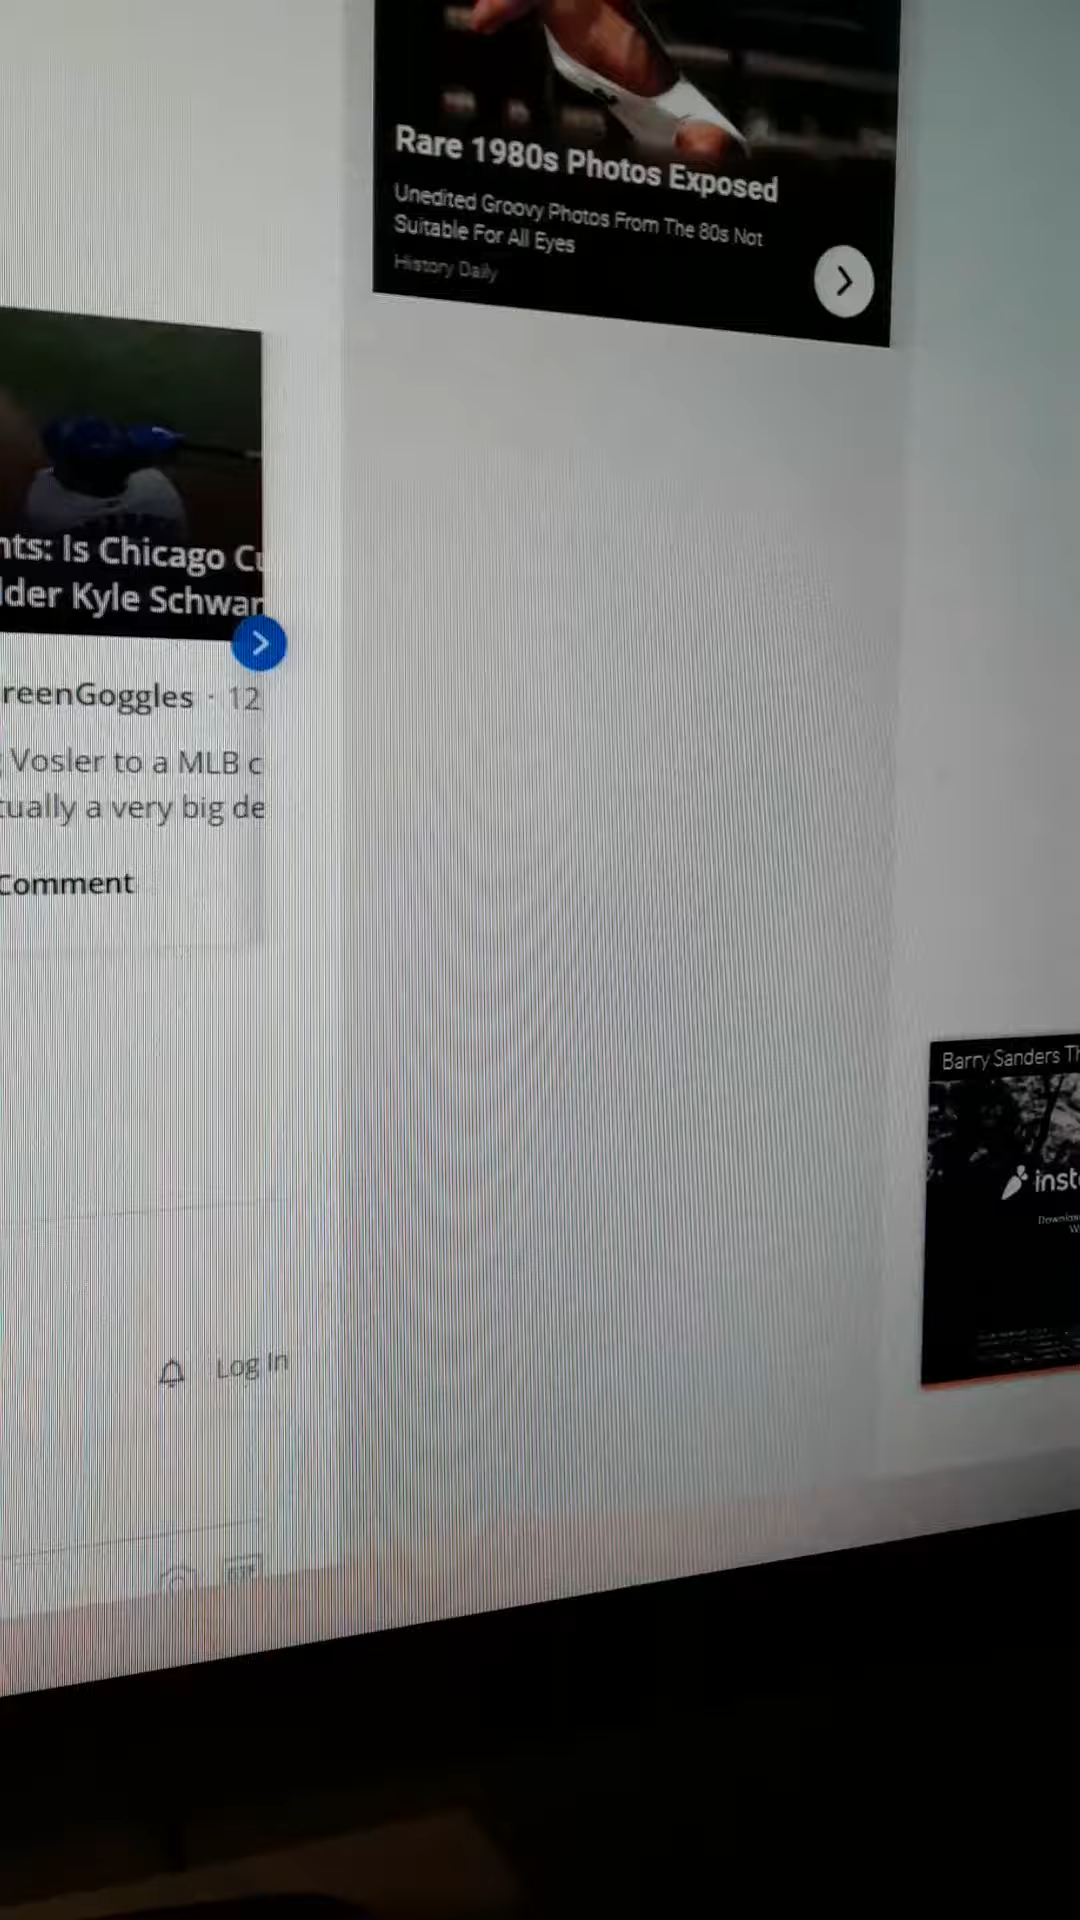 Rare 1980s Photos Exposed
Unedited Groovy Photos From The 80s Not
Suitable For All Eyes
History Daily
nts: Is Chicago Cu
lder Kyle Schwar
reenGoggles · 12
Vosler to a MLB c
tually a very big de
Comment
Barry Sanders Th
inst
Log In